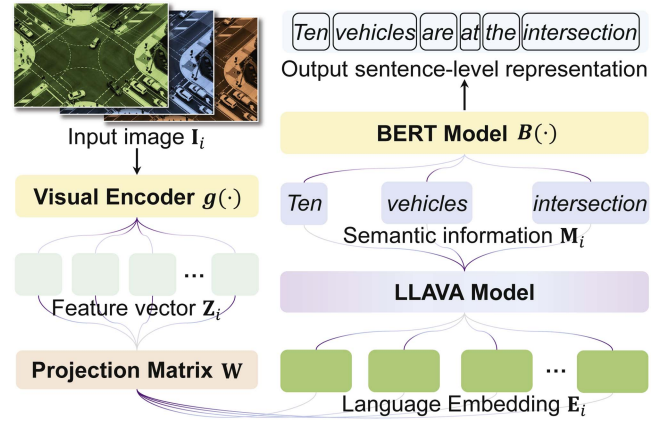 Input image I_i
Visual Encoder g(·)
...
Feature vector Z_i
Projection Matrix W
Ten vehicles are at the intersection
Output sentence-level representation
BERT Model B(·)
Ten vehicles intersection
Semantic information M_i
LLAVA Model
...
Language Embedding E_i